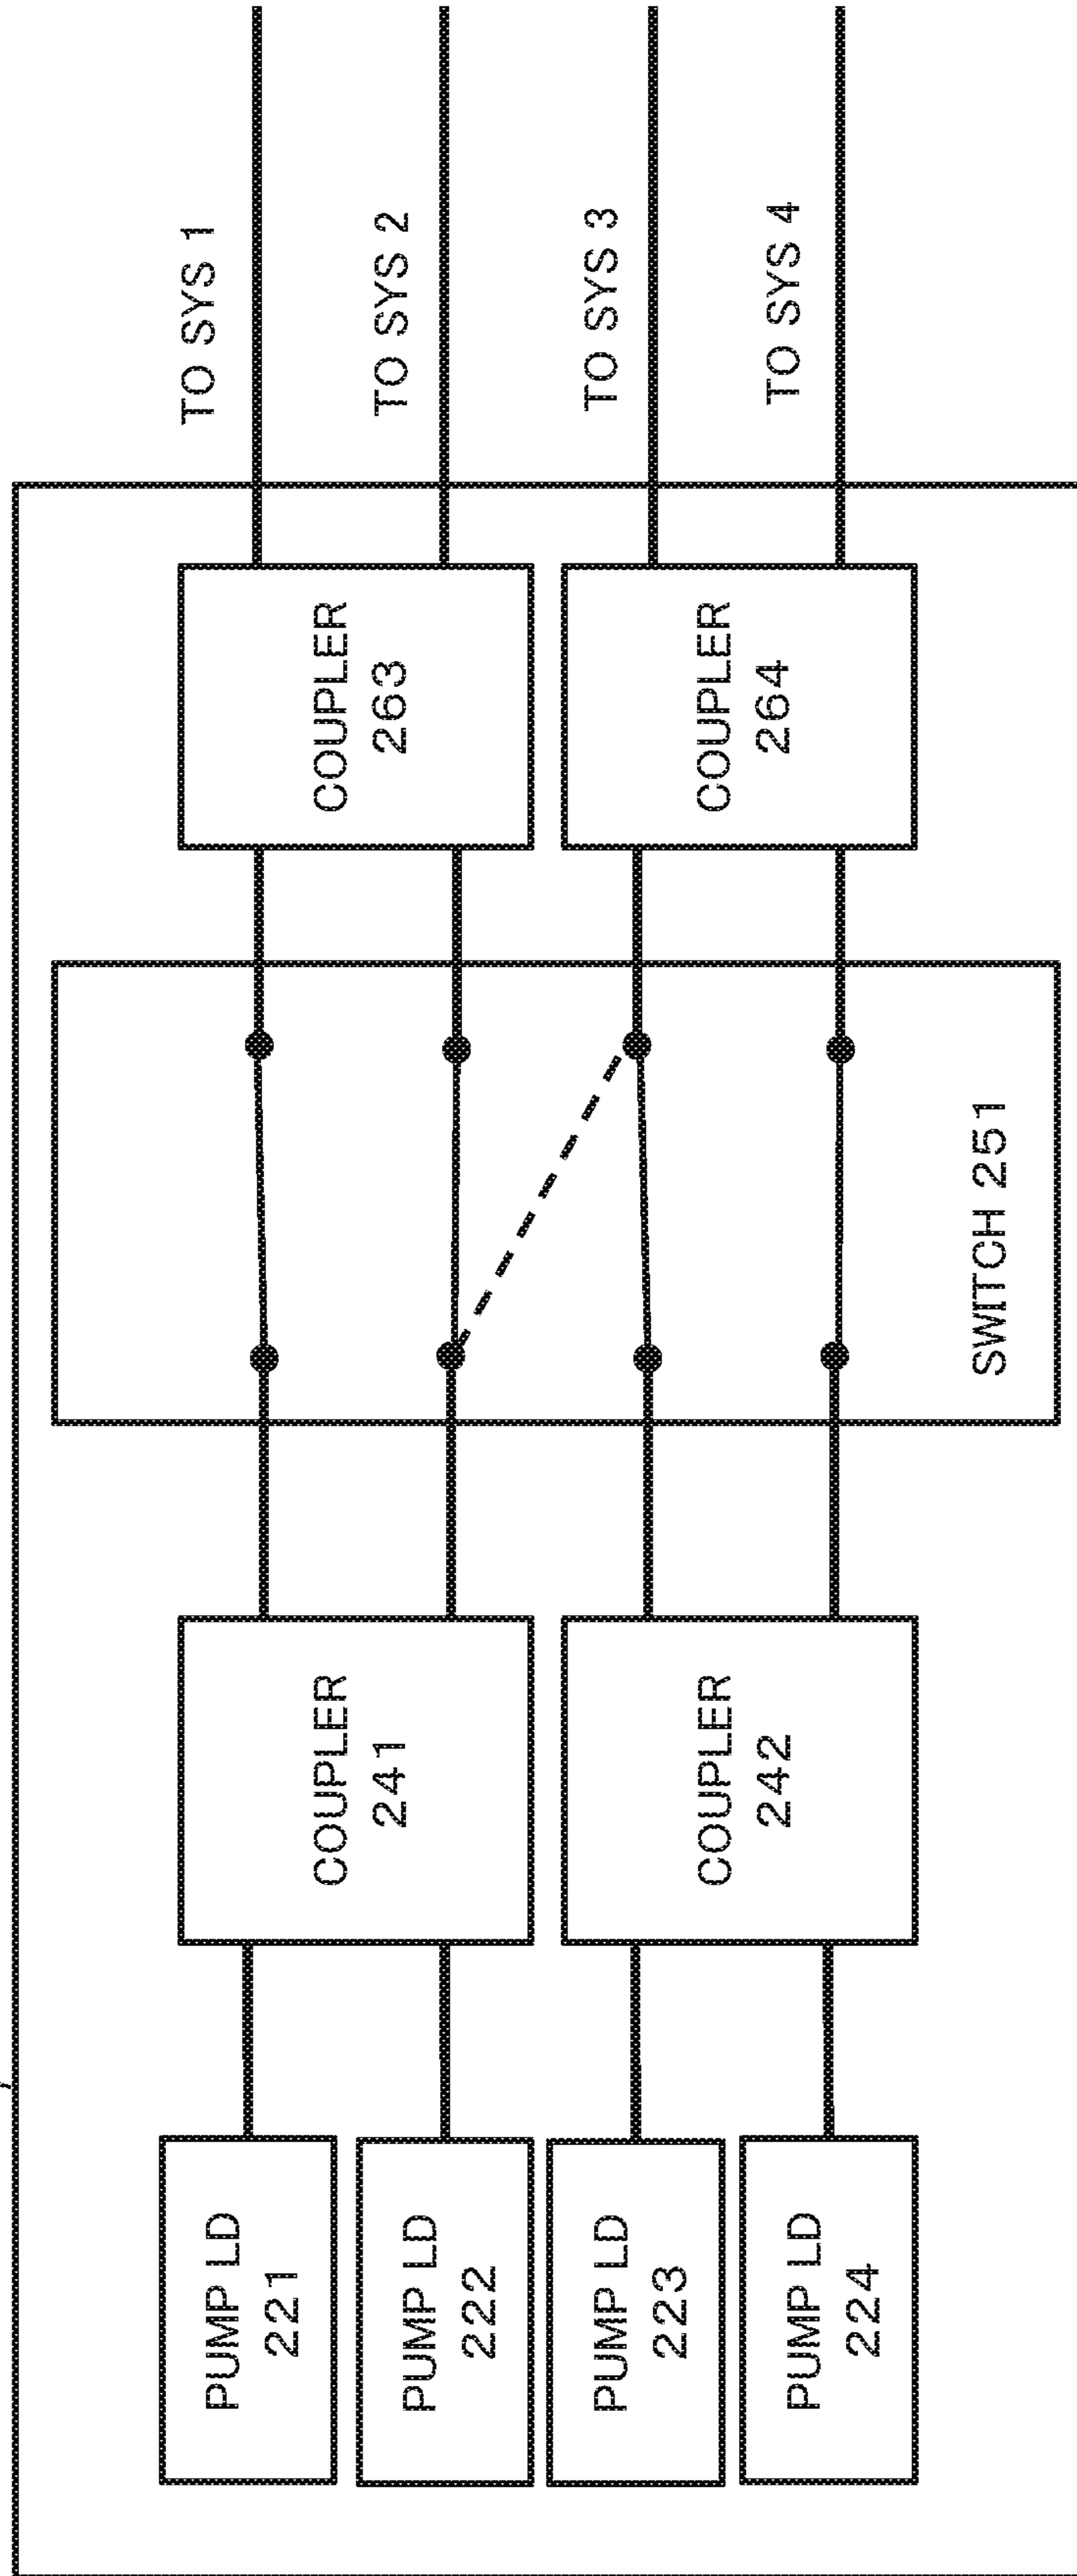 PUMP LD
221
PUMP LD
222
PUMP LD
223
PUMP LD
224
COUPLER
241
COUPLER
242
SWITCH 251
COUPLER
263
COUPLER
264
TO SYS 1
TO SYS 2
TO SYS 3
TO SYS 4